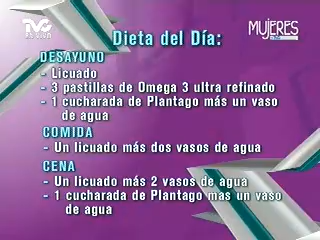 TVC
MUJERES
Dieta del Día:
DESAYUNO
- Licuado
- 3 pastillas de Omega 3 ultra refinado
- 1 cucharada de Plantago más un vaso
de agua
COMIDA
- Un licuado más dos vasos de agua
CENA
- Un licuado más 2 vasos de agua
- 1 cucharada de Plantago mas un vaso
de agua